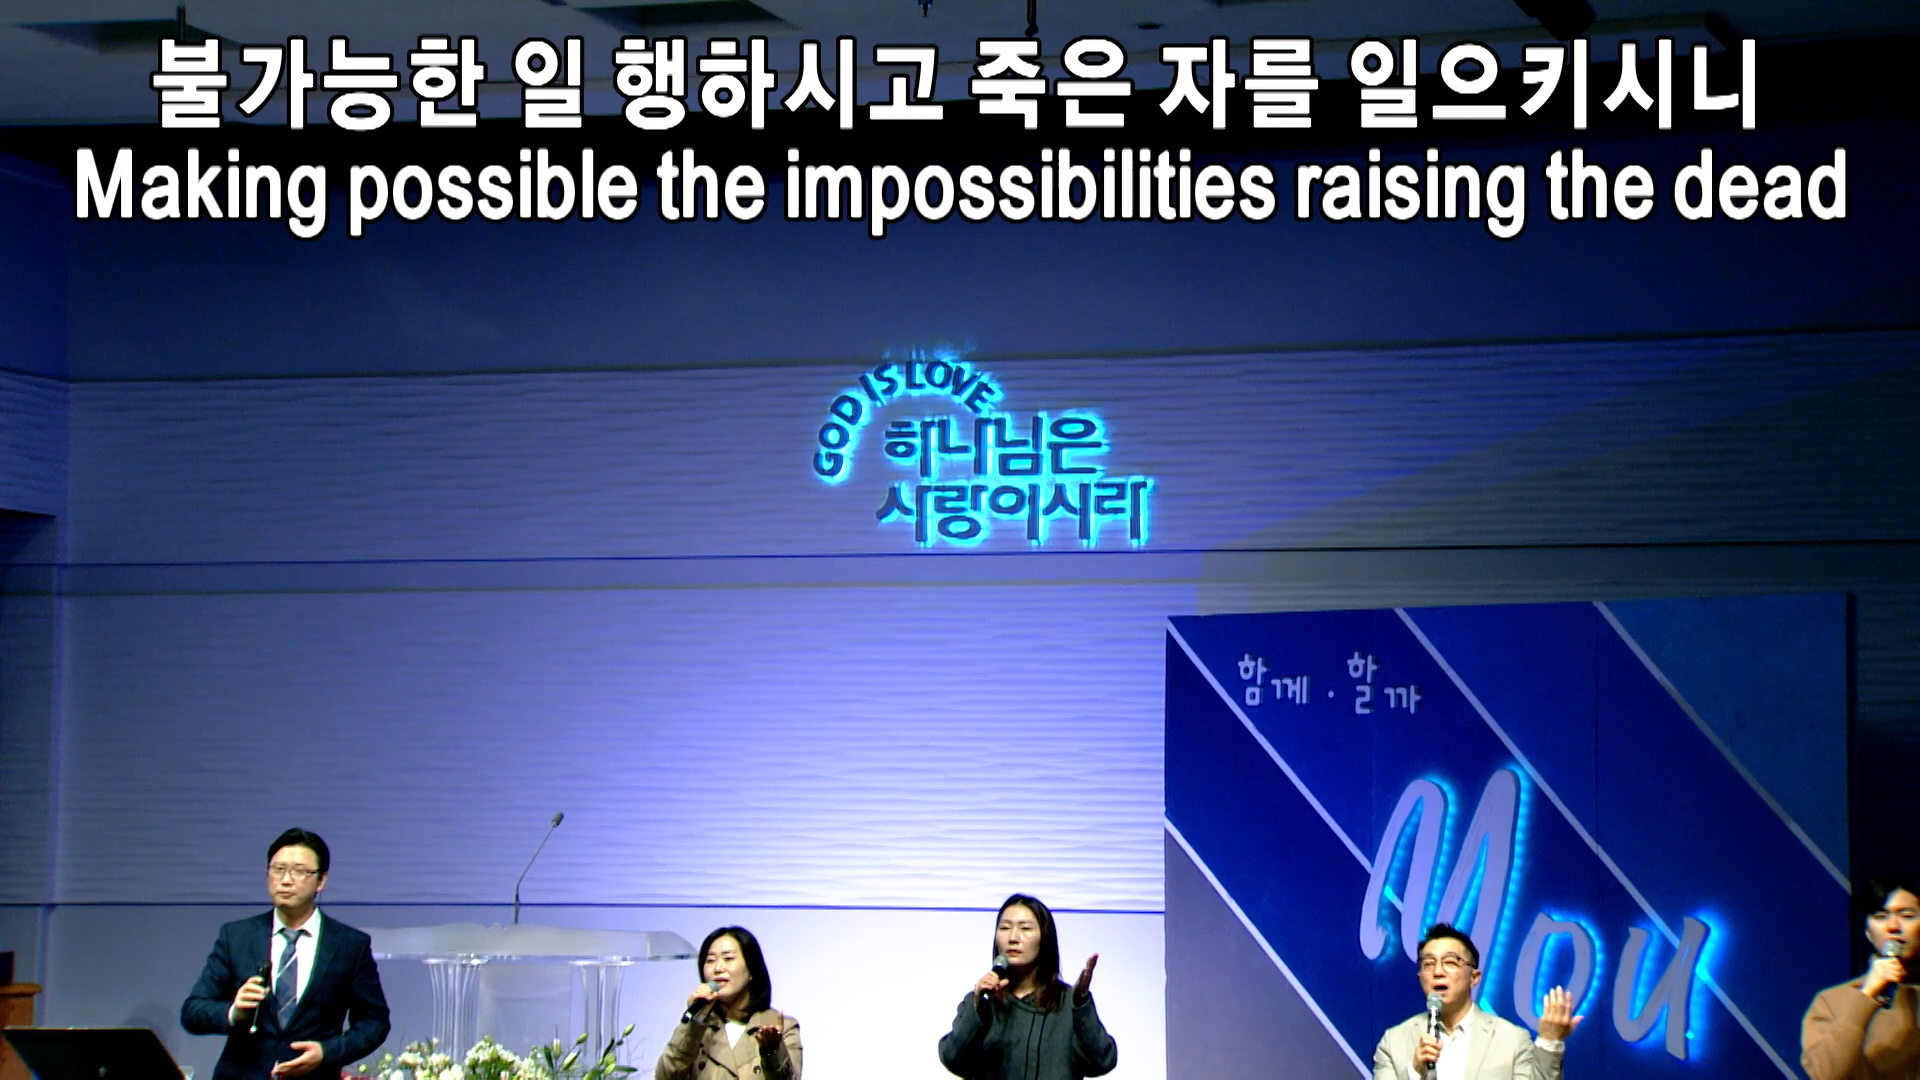 불가능한 일 행하시고 죽은 자를 일으키시니
Making possible the impossibilities raising the dead
GOD IS LOVE
하나님은
사랑이시라
함께 · 할까
You